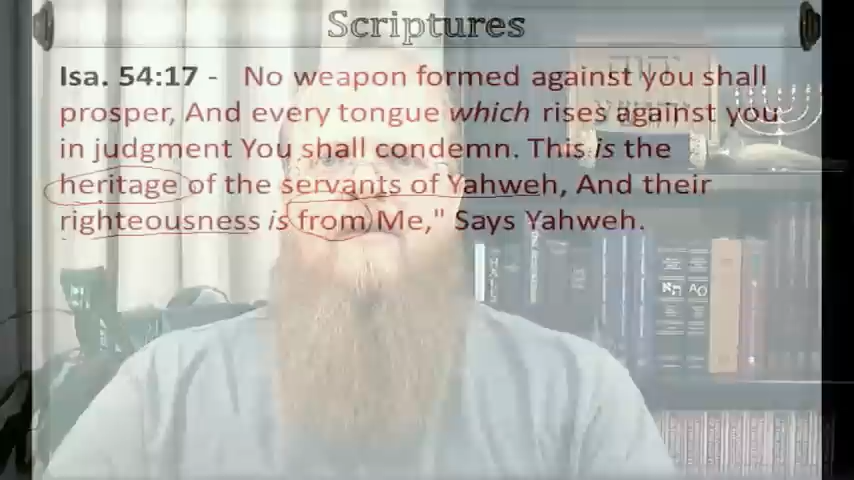 Scriptures
Isa. 54:17 - No weapon formed against you shall
prosper, And every tongue which rises against you
in judgment You shall condemn. This is the
heritage of the servants of Yahweh, And their
righteousness is from Me," Says Yahweh.
את